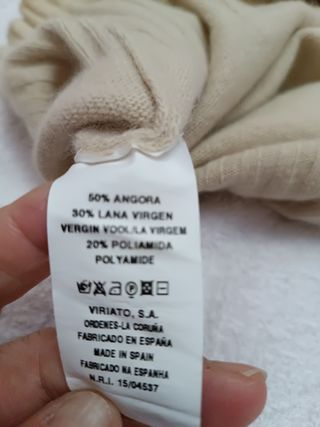 50% ANGORA
30% LANA VIRGEN
VERGIN VOOL/LA VIRGEM
20% POLIAMIDA
POLYAMIDE
VIRIATO, S.A.
ORDENES-LA CORUÑA
FABRICADO EN ESPAÑA
MADE IN SPAIN
FABRICADO NA ESPANHA
N.R.I. 15/04537